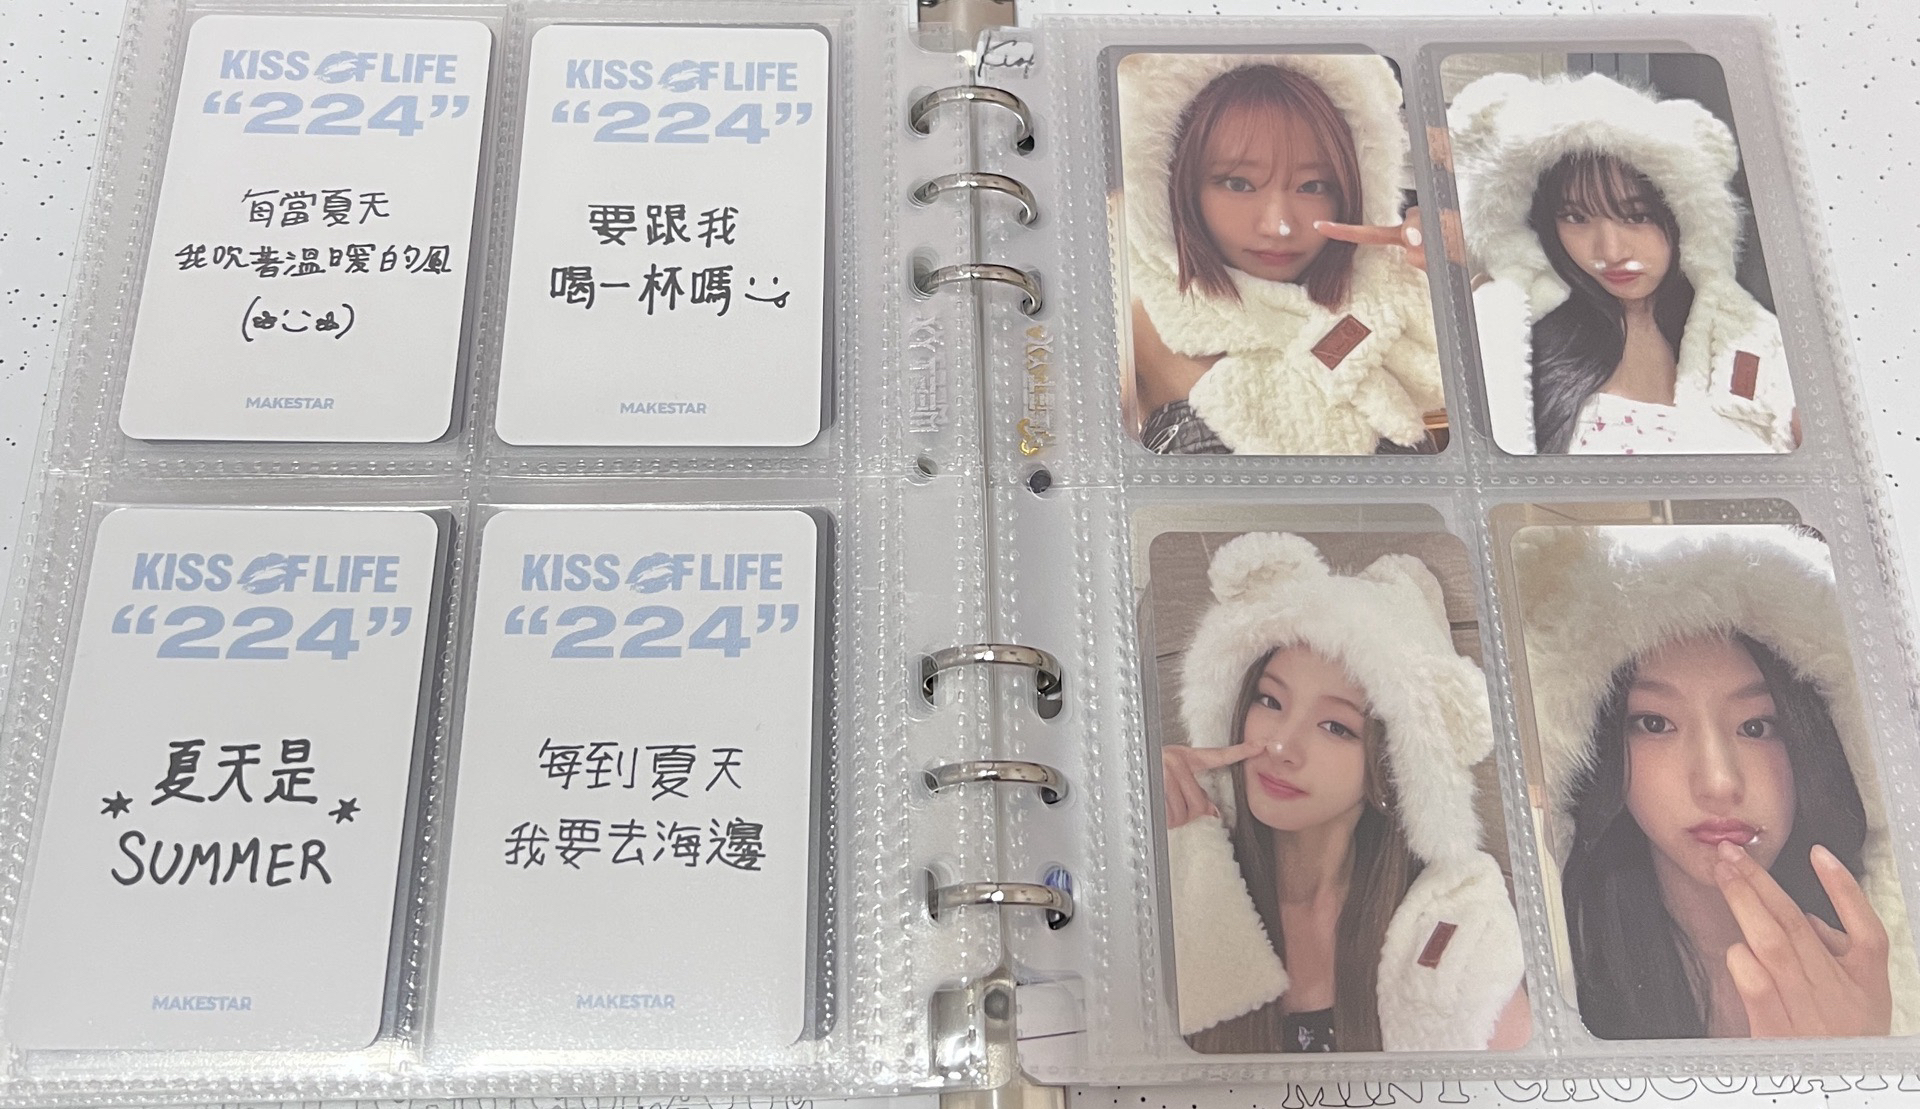 KISS OF LIFE
“224”
每當夏天
我吹著溫暖的風
MAKESTAR
KISS OF LIFE
“224”
要跟我
喝一杯嗎
MAKESTAR
KISS OF LIFE
“224”
夏天是
SUMMER
MAKESTAR
KISS OF LIFE
“224”
每到夏天
我要去海邊
MAKESTAR
MINT CHOCOLATE